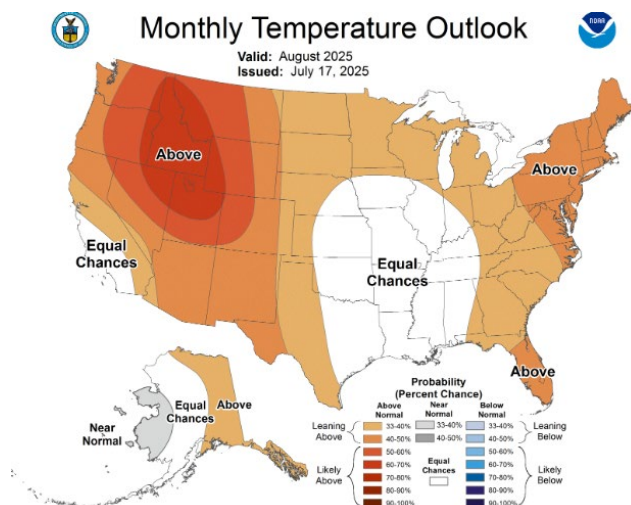 Monthly Temperature Outlook
NOAA
Valid: August 2025
Issued: July 17, 2025
Above
Above
Equal
Chances
Equal
Chances
Above
Near
Normal
Equal
Chances
Above
Probability
(Percent Chance)
Above
Normal
Near
Normal
Below
Normal
Leaning
Above
33-40%
33-40%
33-40%
Leaning
Below
40-50%
40-50%
40-50%
Likely
Above
50-60%
Equal
Chances
50-60%
Likely
Below
60-70%
60-70%
70-80%
70-80%
80-90%
80-90%
90-100%
90-100%